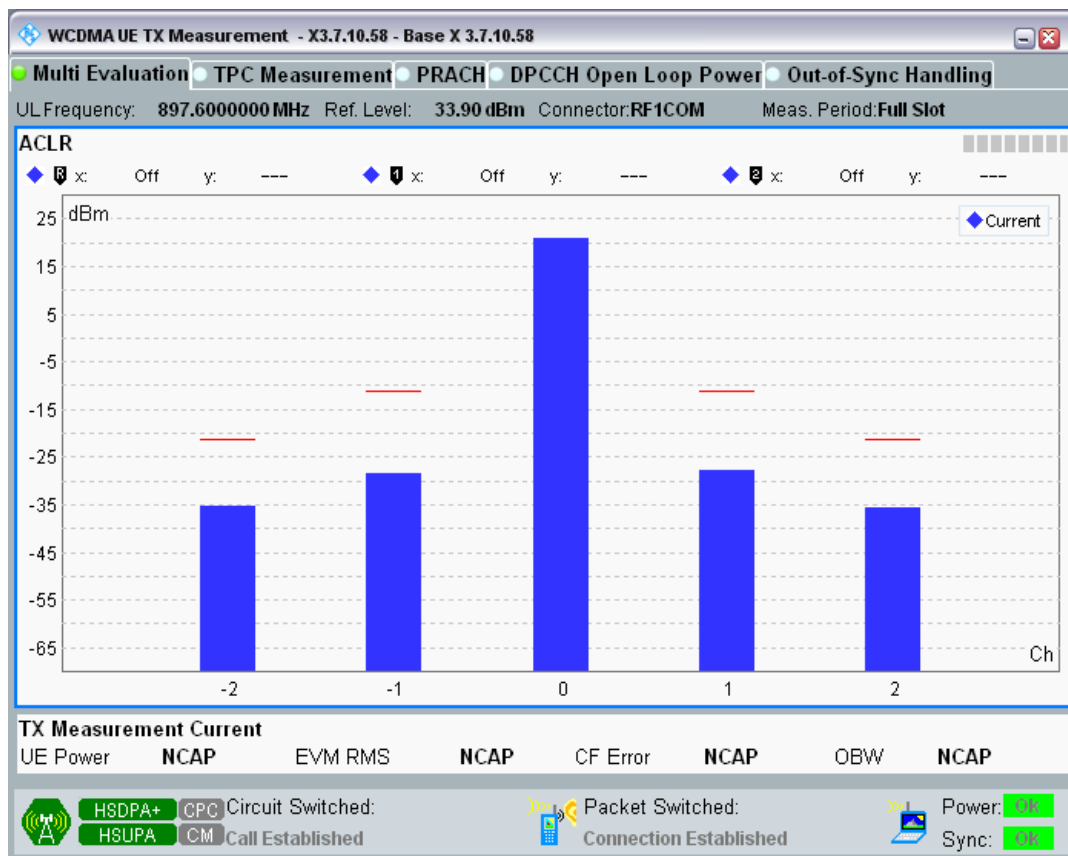 WCDMA UE TX Measurement - X3.7.10.58 - Base X 3.7.10.58
Multi Evaluation TPC Measurement PRACH DPCCH Open Loop Power Out-of-Sync Handling
UL Frequency: 897.6000000 MHz Ref. Level: 33.90 dBm Connector:RF1COM Meas. Period:Full Slot
ACLR
R x: Off y: --- 1 x: Off y: --- 2 x: Off y: ---
dBm
Current
25
15
5
-5
-15
-25
-35
-45
-55
-65
Ch
-2 -1 0 1 2
TX Measurement Current
UE Power NCAP EVM RMS NCAP CF Error NCAP OBW NCAP
HSDPA+ CPC Circuit Switched: Packet Switched: Power: OK
HSUPA CM Call Established Connection Established Sync: OK